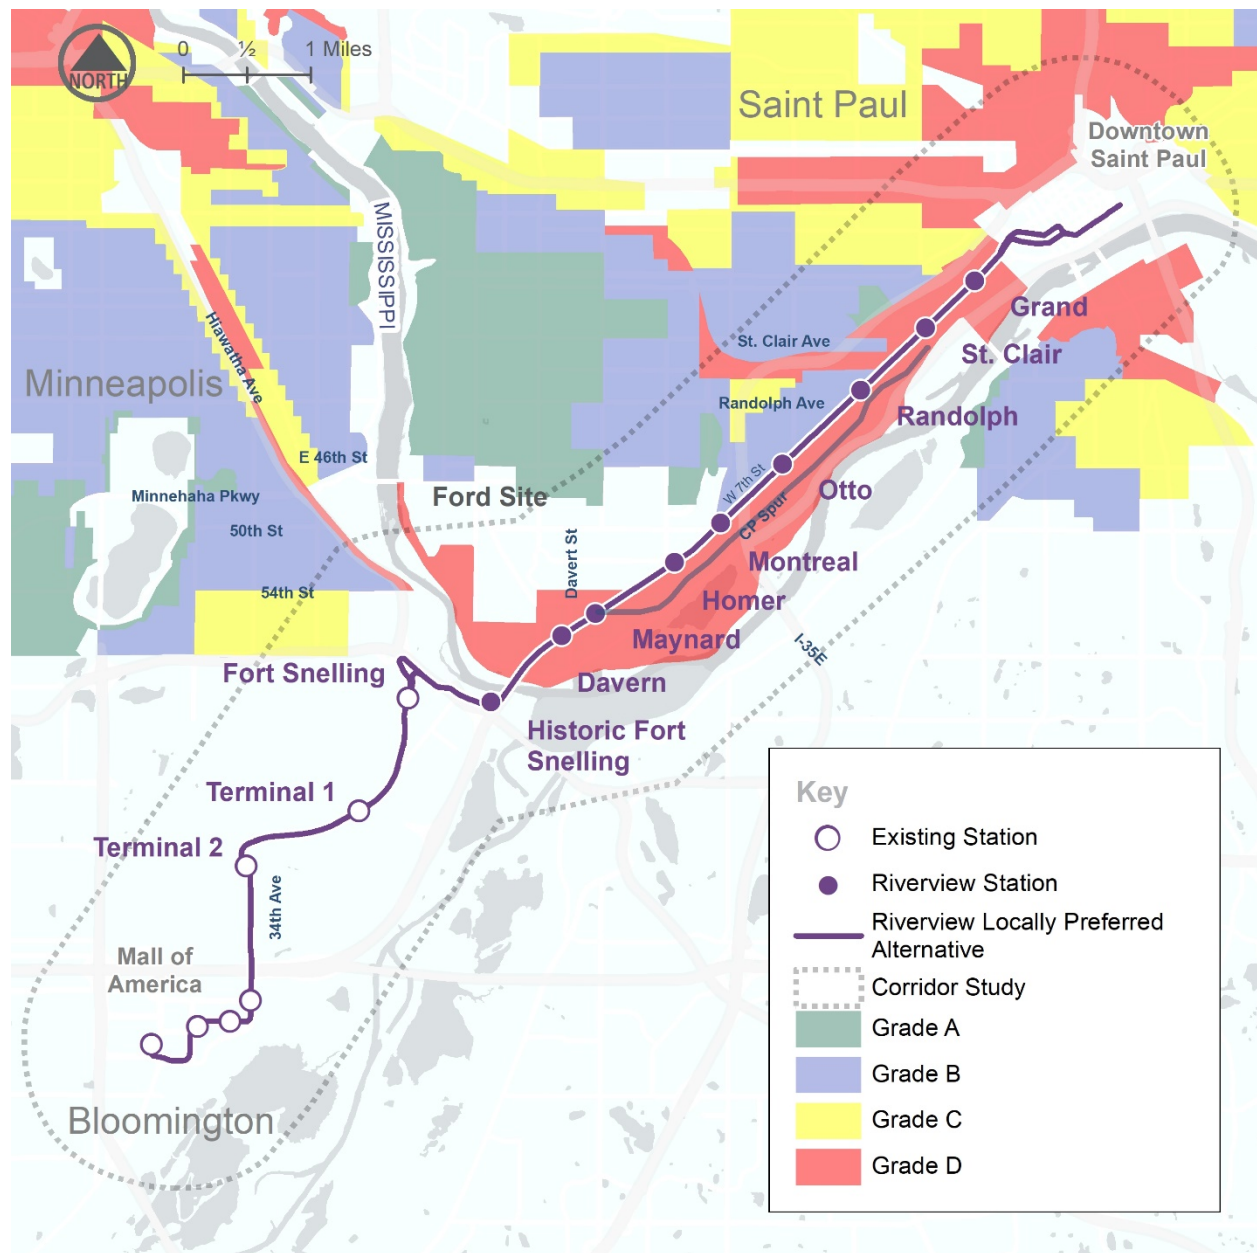 0 ½ 1 Miles
NORTH
Saint Paul
Downtown
Saint Paul
MISSISSIPPI
Hiawatha Ave
Minneapolis
Grand
St. Clair Ave
St. Clair
Randolph Ave
Randolph
E 46th St
W 7th St
Otto
Minnehaha Pkwy
Ford Site
CP Spur
50th St
Davert St
Montreal
54th St
Homer
Maynard
I-35E
Fort Snelling
Davern
Historic Fort
Snelling
Terminal 1
Terminal 2
34th Ave
Mall of
America
Bloomington
Key
Existing Station
Riverview Station
Riverview Locally Preferred
Alternative
Corridor Study
Grade A
Grade B
Grade C
Grade D